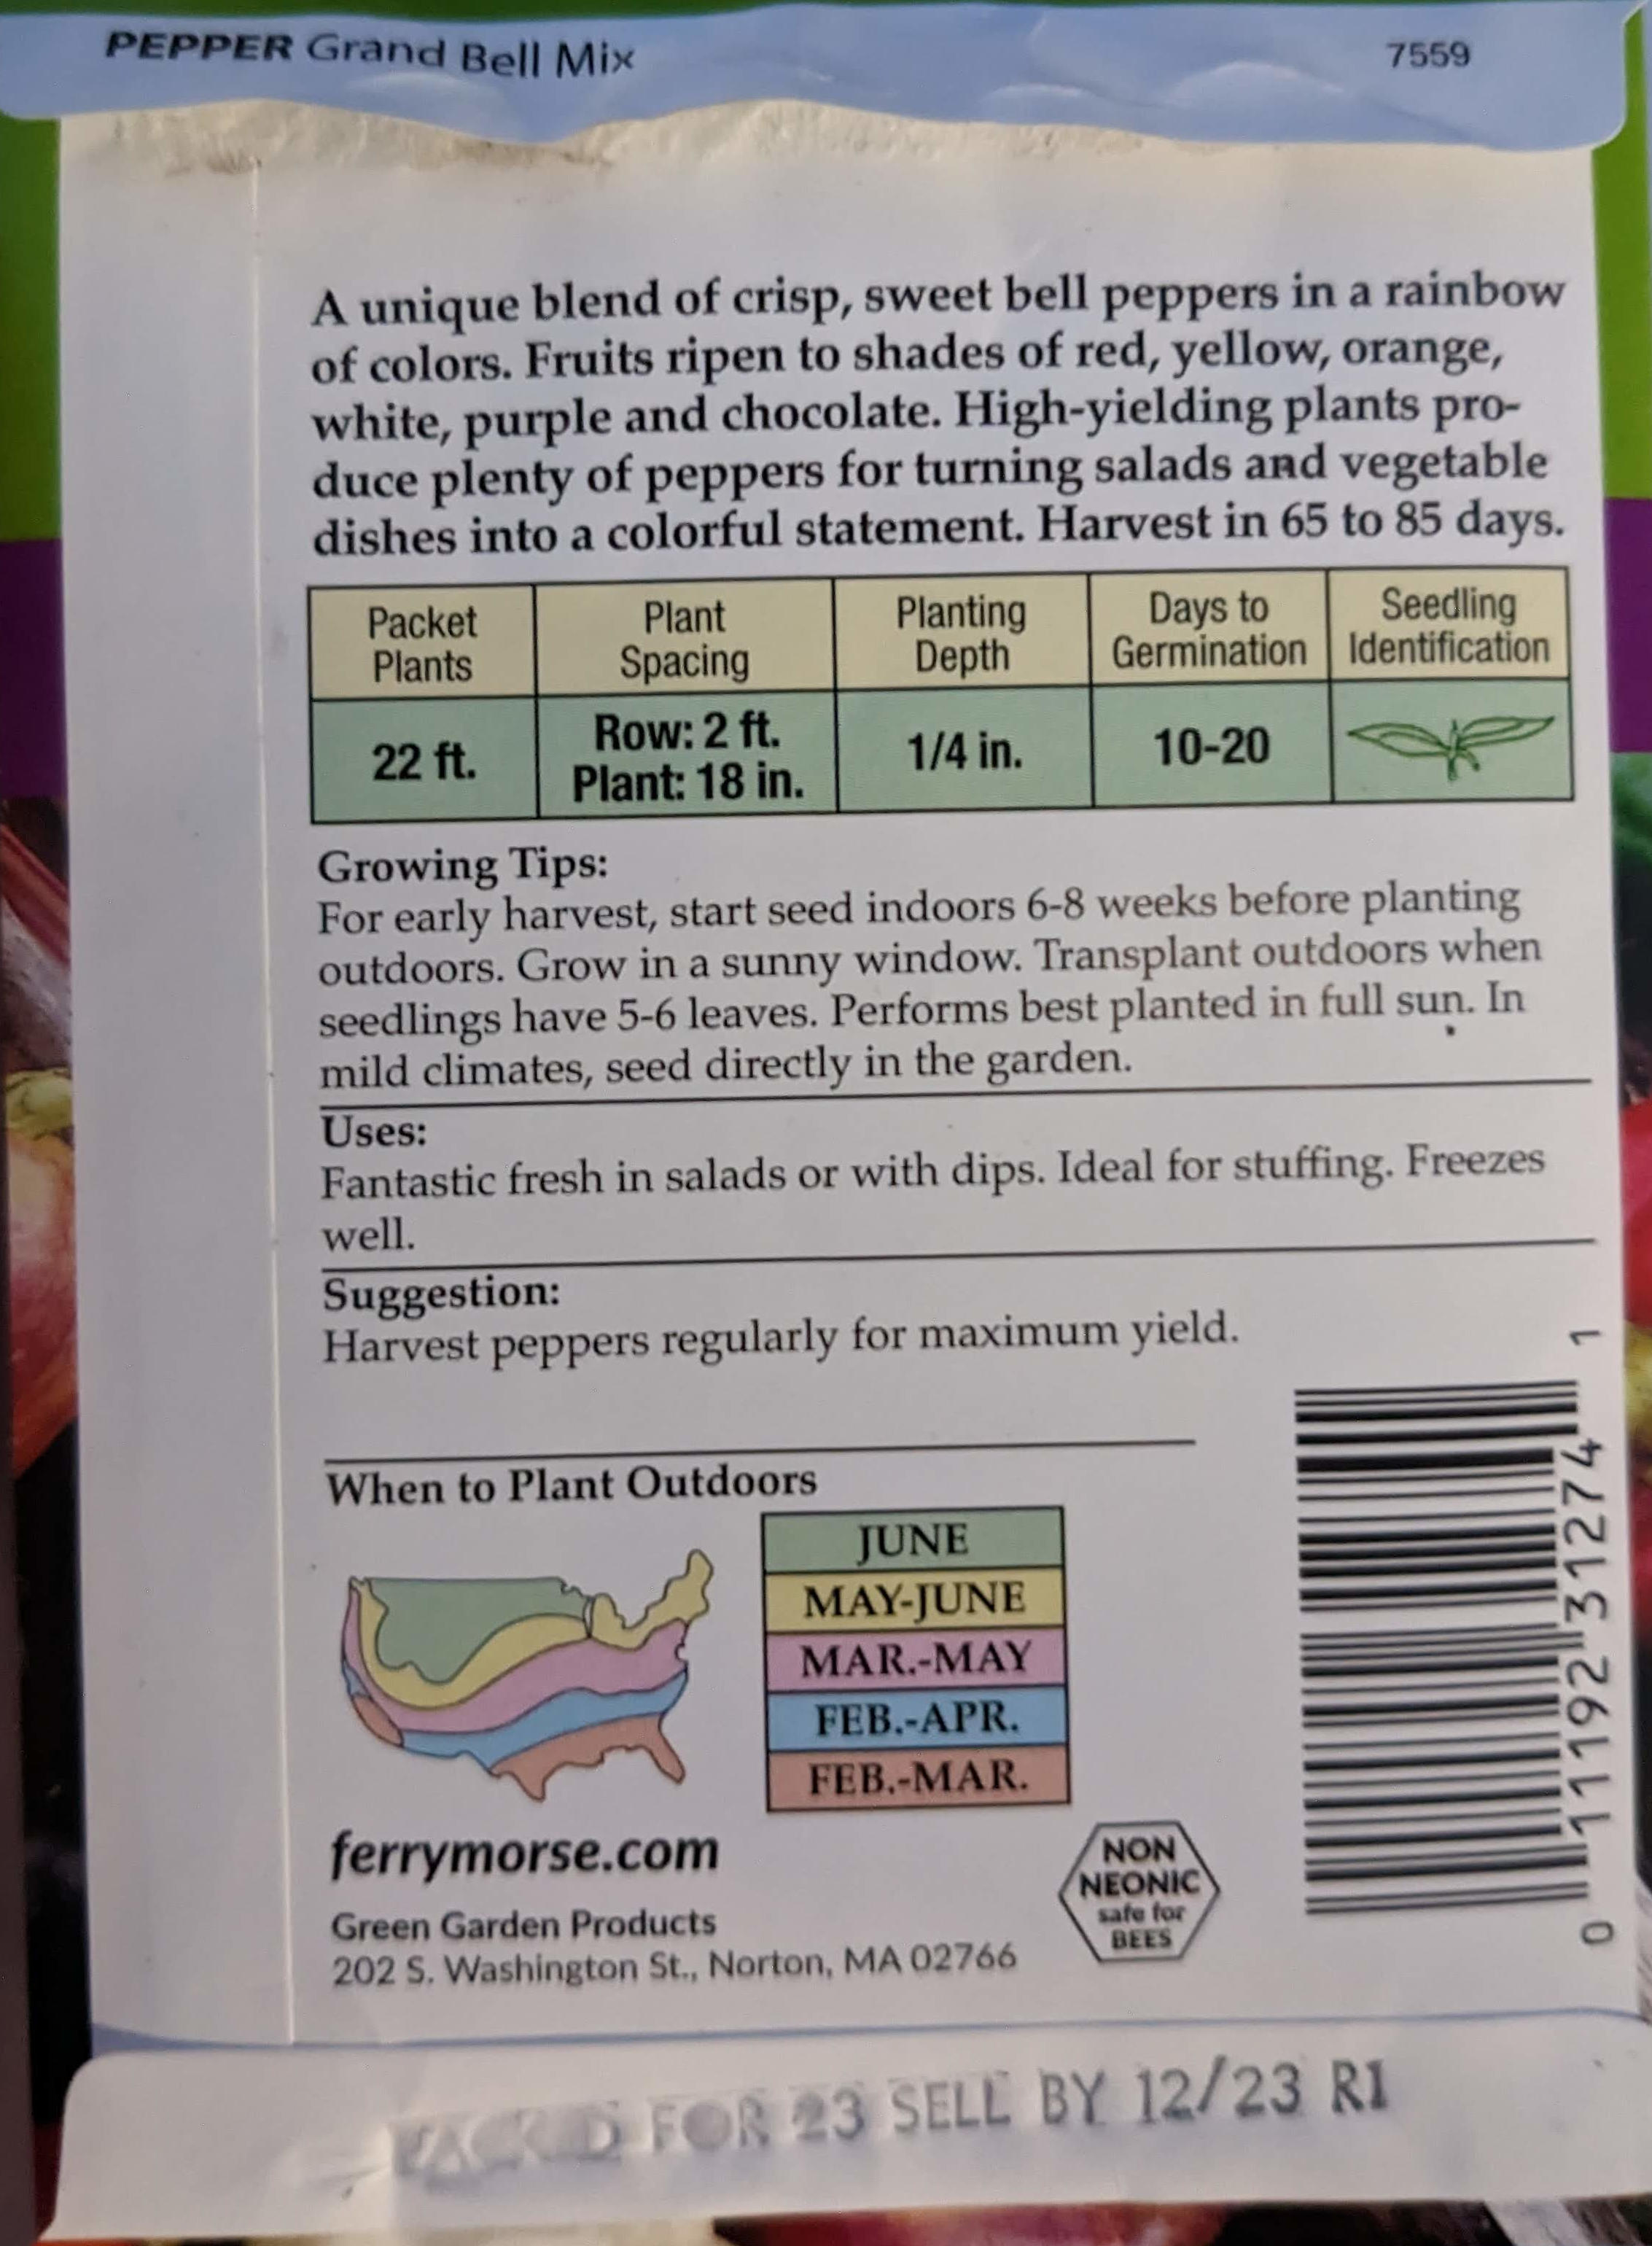 PEPPER Grand Bell Mix 7559
A unique blend of crisp, sweet bell peppers in a rainbow
of colors. Fruits ripen to shades of red, yellow, orange,
white, purple and chocolate. High-yielding plants pro-
duce plenty of peppers for turning salads and vegetable
dishes into a colorful statement. Harvest in 65 to 85 days.
Packet Plants
Plant Spacing
Planting Depth
Days to Germination
Seedling Identification
22 ft.
Row: 2 ft.
Plant: 18 in.
1/4 in.
10-20
Growing Tips:
For early harvest, start seed indoors 6-8 weeks before planting
outdoors. Grow in a sunny window. Transplant outdoors when
seedlings have 5-6 leaves. Performs best planted in full sun. In
mild climates, seed directly in the garden.
Uses:
Fantastic fresh in salads or with dips. Ideal for stuffing. Freezes
well.
Suggestion:
Harvest peppers regularly for maximum yield.
When to Plant Outdoors
JUNE
MAY-JUNE
MAR.-MAY
FEB.-APR.
FEB.-MAR.
ferrymorse.com
Green Garden Products
202 S. Washington St., Norton, MA 02766
NON
NEONIC
safe for
BEES
0 11192 31274 1
FOR 23 SELL BY 12/23 R1